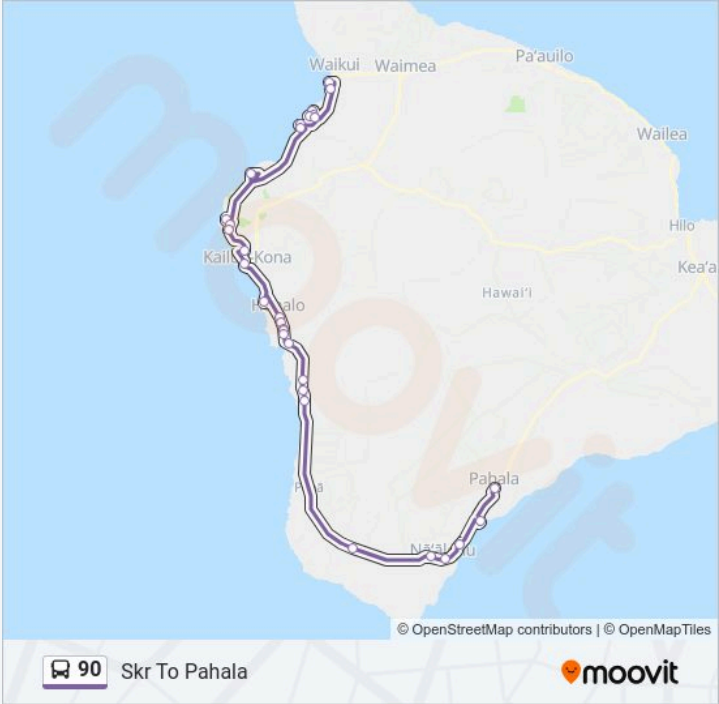 Waikui
Waimea
Pa'auilo
Wailea
Hilo
Kea'a
Kailua-Kona
Hawai'i
Pahala
moovit
© OpenStreetMap contributors | © OpenMapTiles
90 Skr To Pahala
moovit